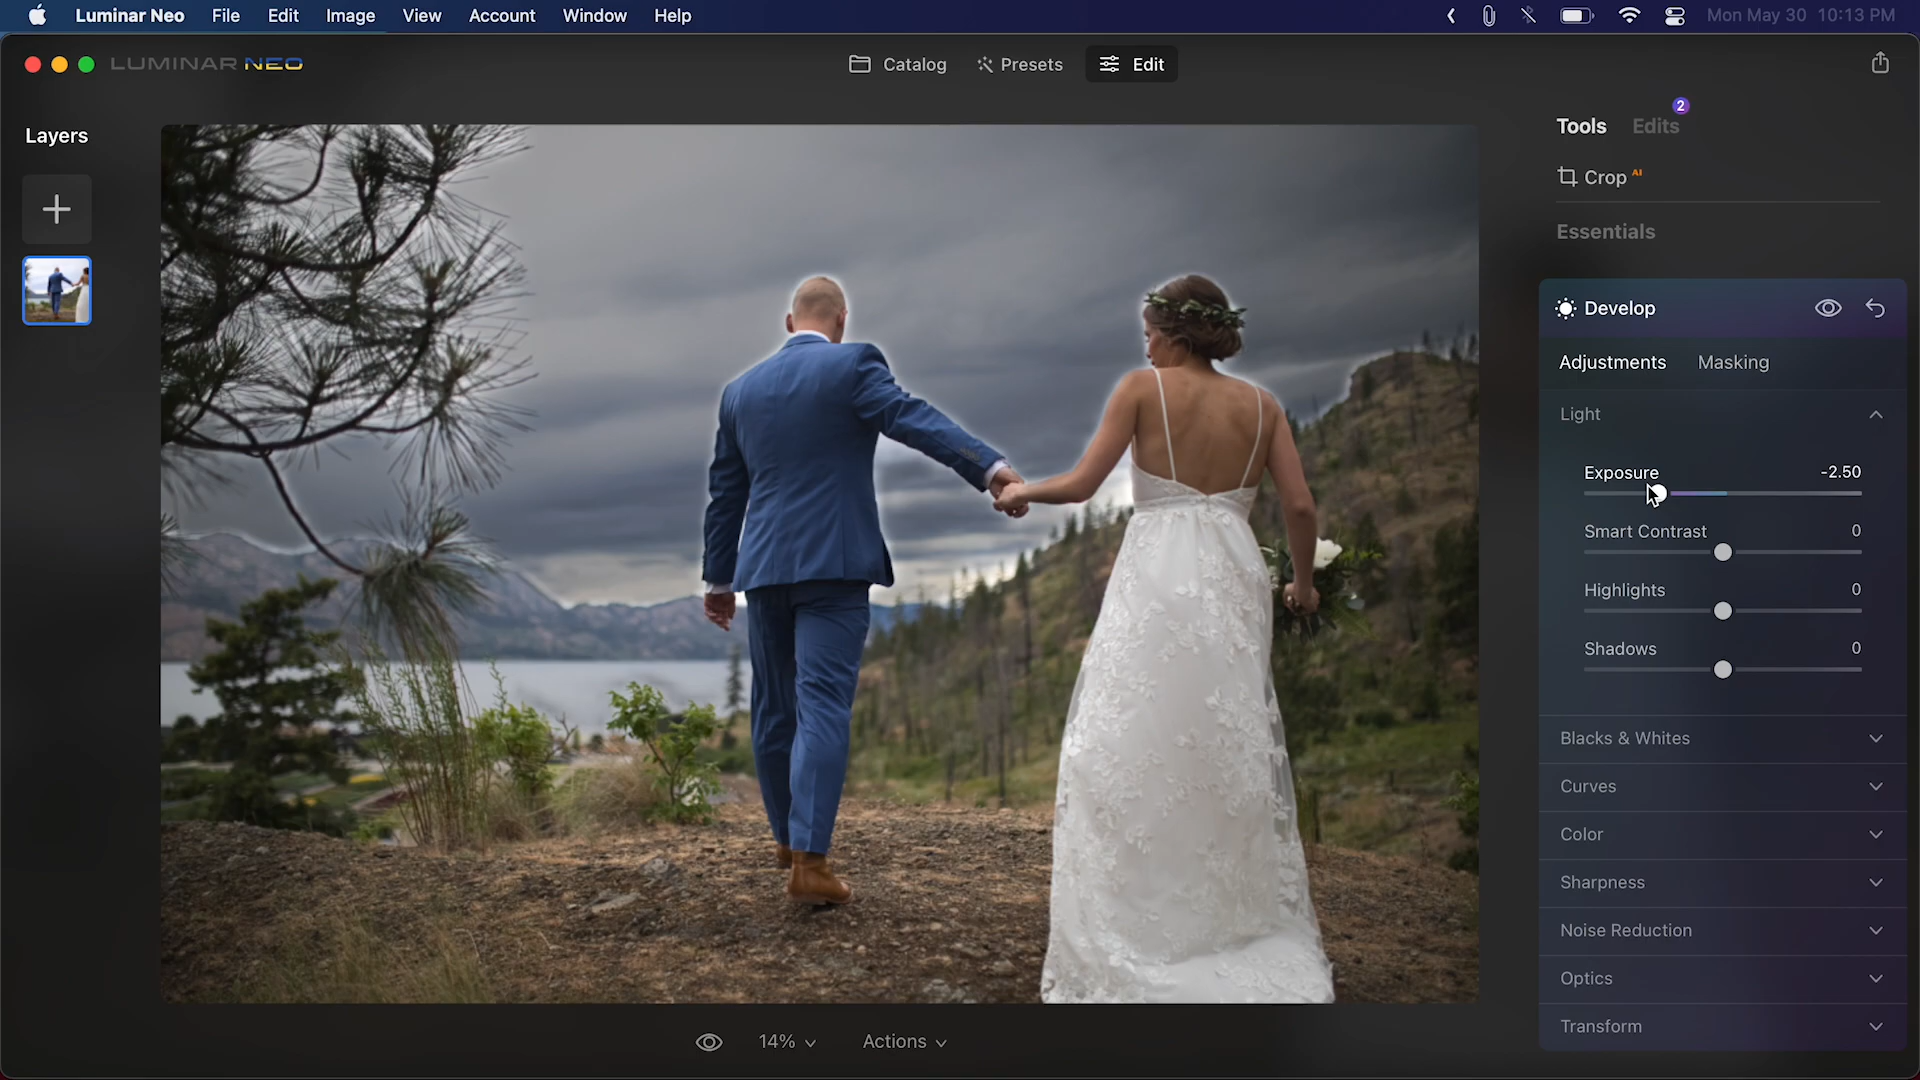 Luminar Neo File Edit Image View Account Window Help Mon May 30 10:13 PM
LUMINAR NEO
Catalog Presets Edit
Layers
2
Tools Edits
Crop AI
Essentials
Develop
Adjustments Masking
Light
Exposure -2.50
Smart Contrast 0
Highlights 0
Shadows 0
Blacks & Whites
Curves
Color
Sharpness
Noise Reduction
Optics
Transform
14% Actions